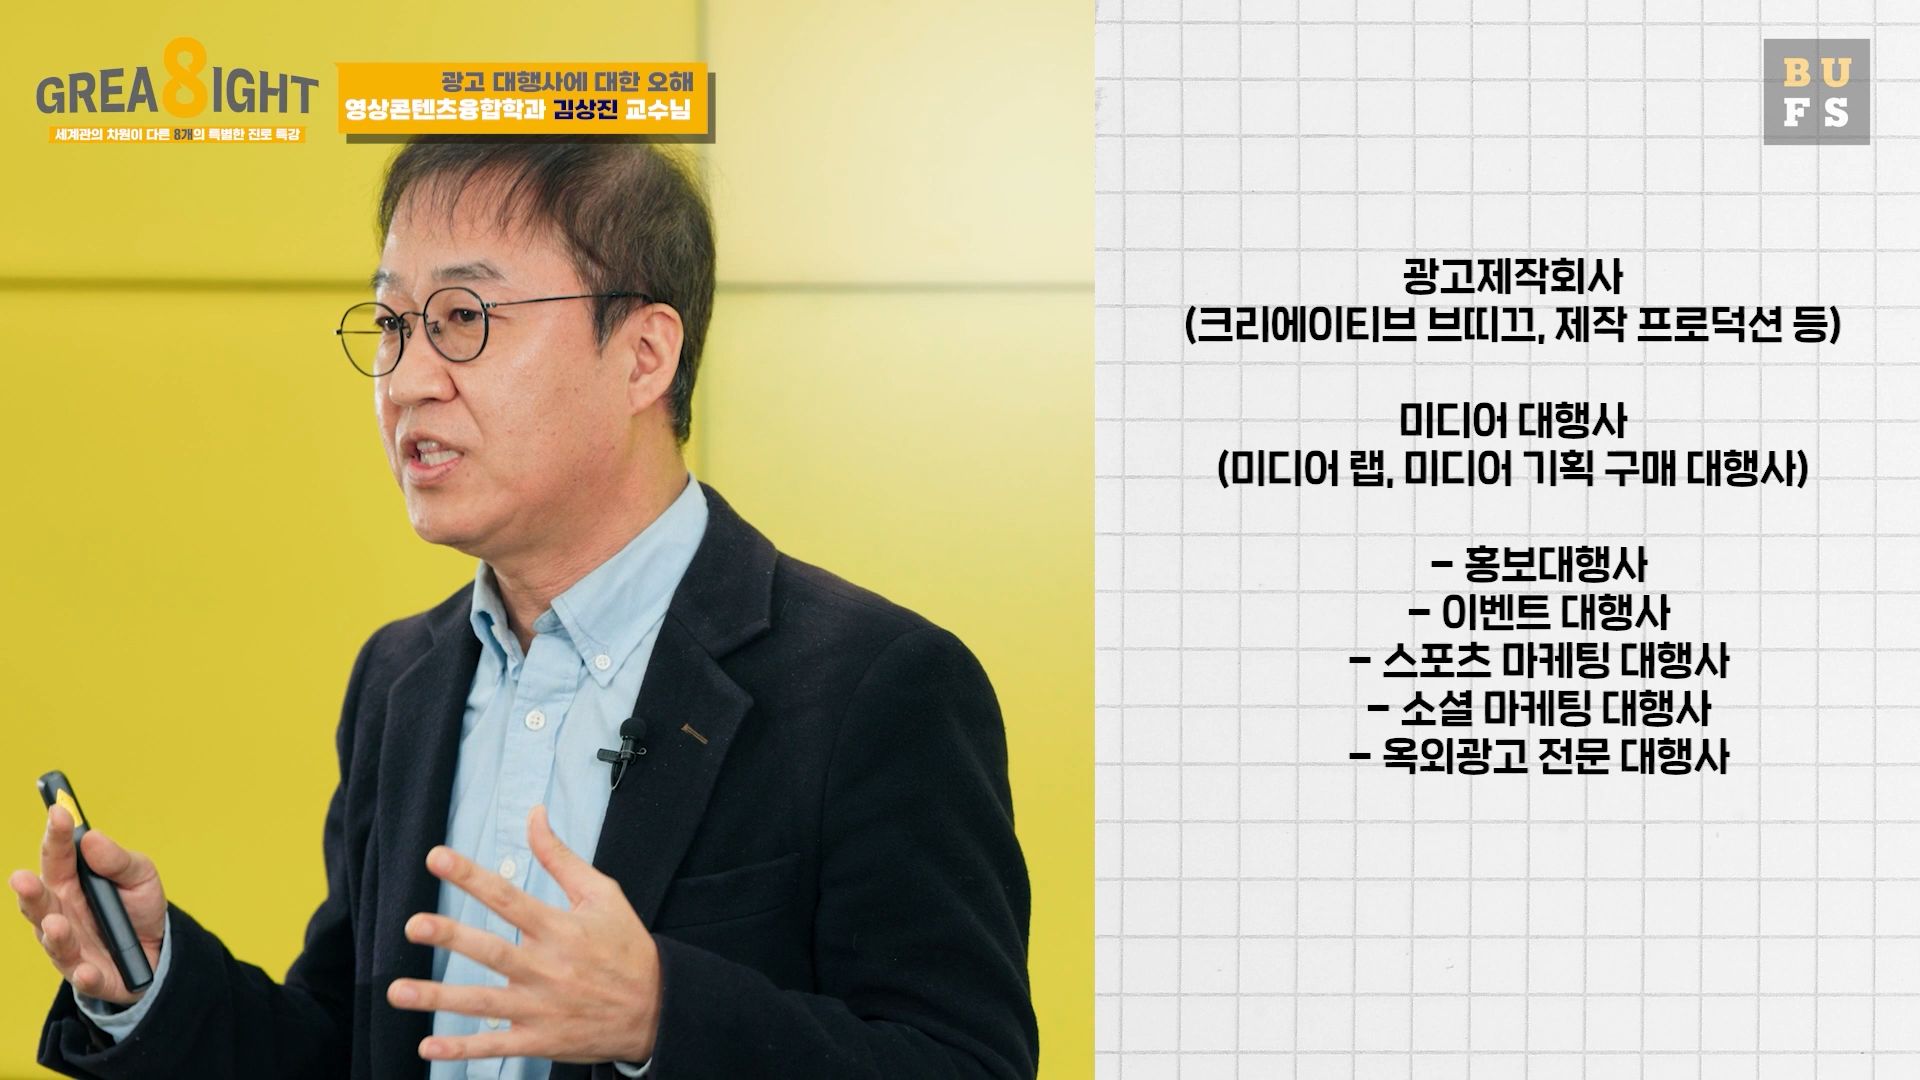 GREA8IGHT
세계관의 차원이 다른 8개의 특별한 진로 특강
광고 대행사에 대한 오해
영상콘텐츠융합학과 김상진 교수님
BU
FS
광고제작회사
(크리에이티브 브띠끄, 제작 프로덕션 등)
미디어 대행사
(미디어 랩, 미디어 기획 구매 대행사)
- 홍보대행사
- 이벤트 대행사
- 스포츠 마케팅 대행사
- 소셜 마케팅 대행사
- 옥외광고 전문 대행사